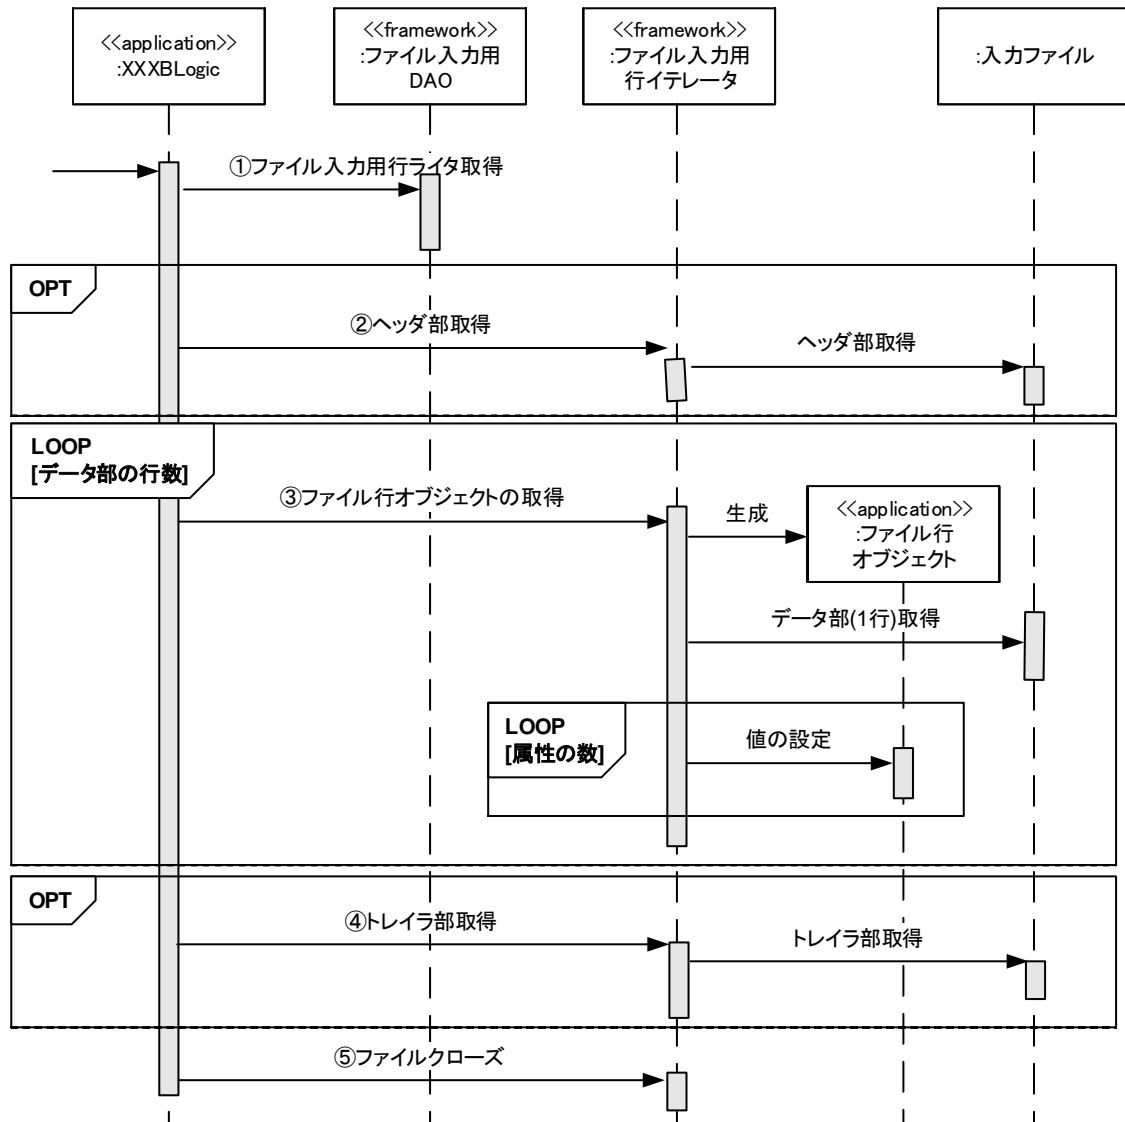 <<application>>
:XXXBLogic
<<framework>>
:ファイル入力用
DAO
<<framework>>
:ファイル入力用
行イテレータ
:入力ファイル
①ファイル入力用行ライタ取得
OPT
②ヘッダ部取得
ヘッダ部取得
LOOP
[データ部の行数]
③ファイル行オブジェクトの取得
生成
<<application>>
:ファイル行
オブジェクト
データ部(1行)取得
LOOP
[属性の数]
値の設定
OPT
④トレイラ部取得
トレイラ部取得
⑤ファイルクローズ